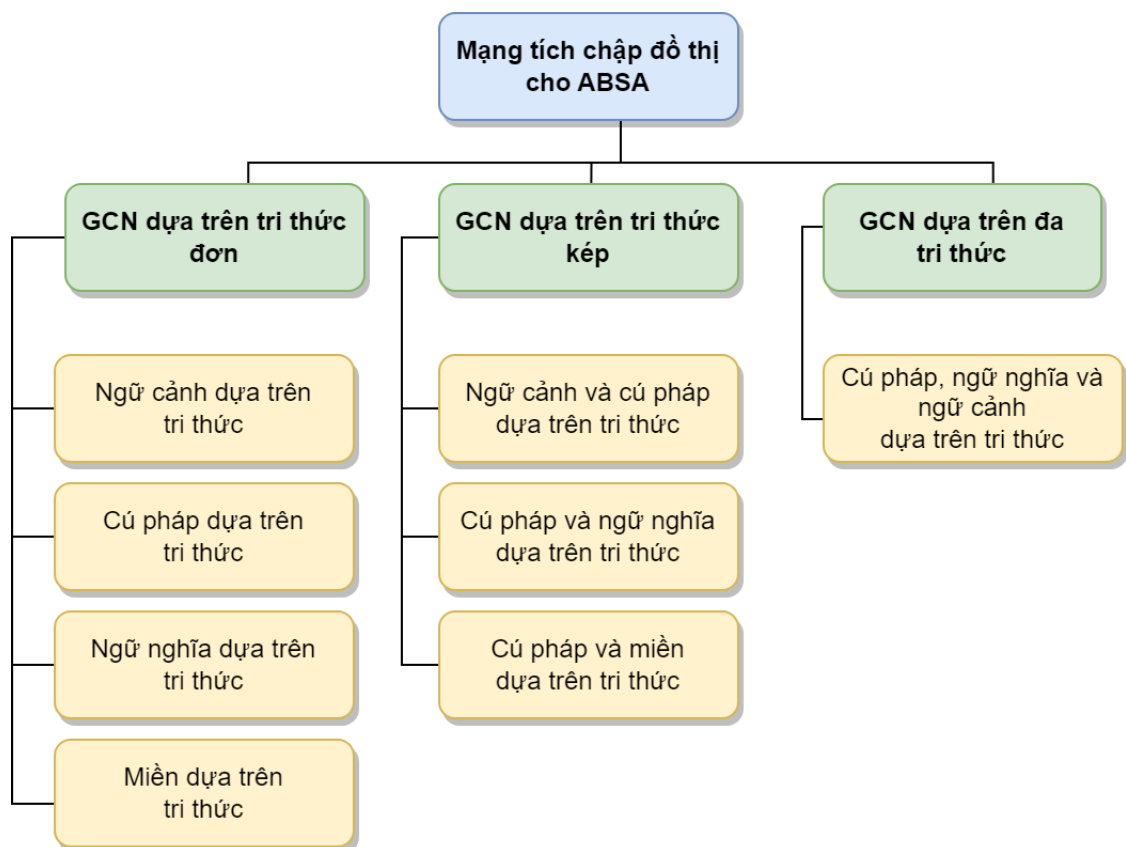 Mạng tích chập đồ thị
cho ABSA
GCN dựa trên tri thức
đơn
Ngữ cảnh dựa trên
tri thức
Cú pháp dựa trên
tri thức
Ngữ nghĩa dựa trên
tri thức
Miền dựa trên
tri thức
GCN dựa trên tri thức
kép
Ngữ cảnh và cú pháp
dựa trên tri thức
Cú pháp và ngữ nghĩa
dựa trên tri thức
Cú pháp và miền
dựa trên tri thức
GCN dựa trên đa
tri thức
Cú pháp, ngữ nghĩa và
ngữ cảnh
dựa trên tri thức